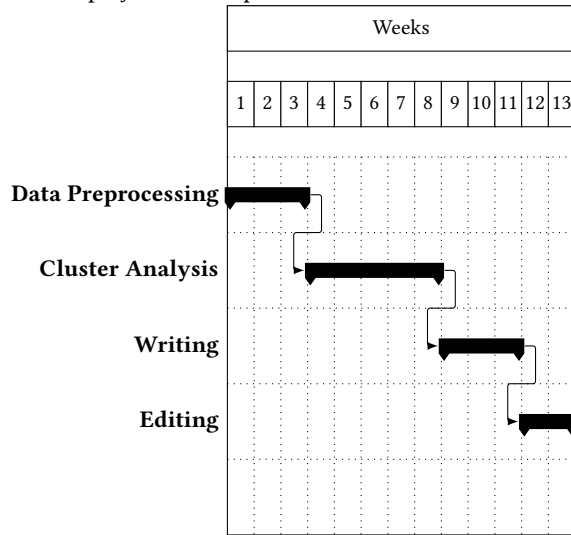 Weeks
1 2 3 4 5 6 7 8 9 10 11 12 13
Data Preprocessing
Cluster Analysis
Writing
Editing